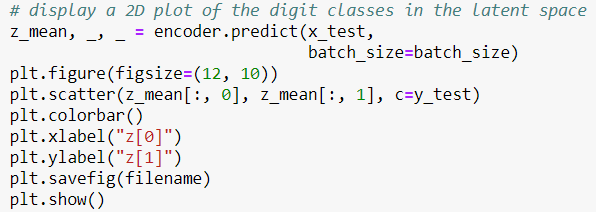 # display a 2D plot of the digit classes in the latent space
z_mean, _, _ = encoder.predict(x_test,
                               batch_size=batch_size)
plt.figure(figsize=(12, 10))
plt.scatter(z_mean[:, 0], z_mean[:, 1], c=y_test)
plt.colorbar()
plt.xlabel("z[0]")
plt.ylabel("z[1]")
plt.savefig(filename)
plt.show()